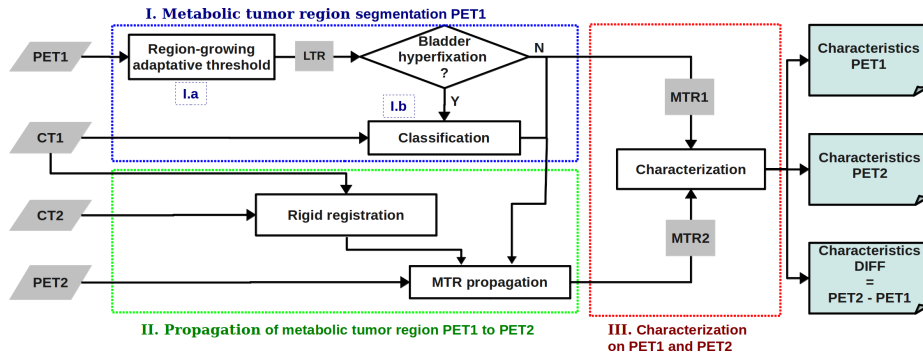 I. Metabolic tumor region segmentation PET1
PET1
Region-growing
adaptative threshold
LTR
Bladder
hyperfixation
?
N
Y
I.a
I.b
CT1
Classification
CT2
Rigid registration
PET2
MTR propagation
II. Propagation of metabolic tumor region PET1 to PET2
MTR1
Characterization
MTR2
III. Characterization
on PET1 and PET2
Characteristics
PET1
Characteristics
PET2
Characteristics
DIFF
=
PET2 - PET1